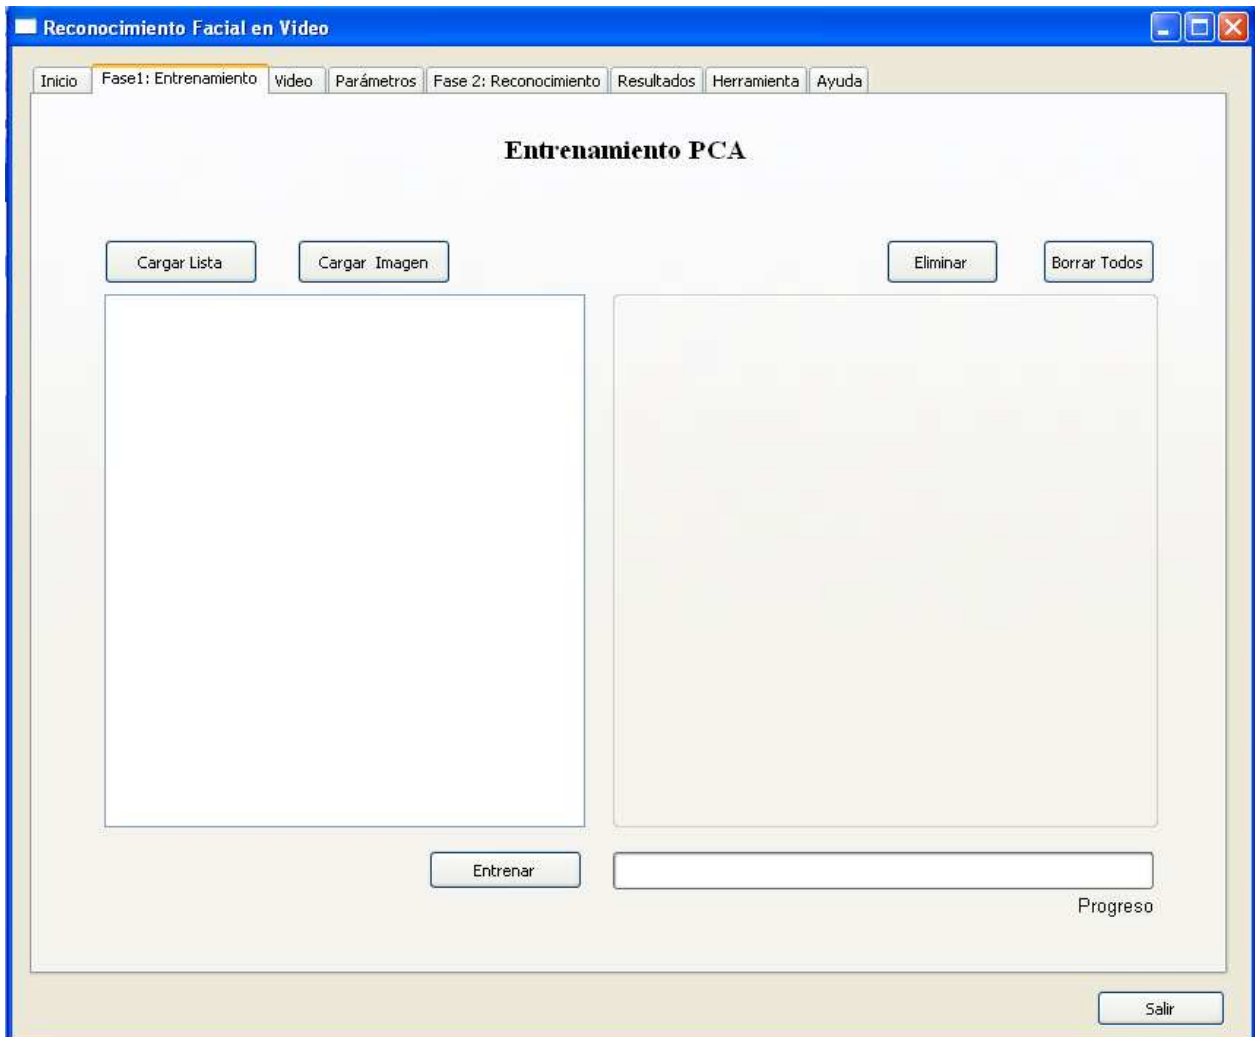 Reconocimiento Facial en Video
Inicio Fase1: Entrenamiento Video Parámetros Fase 2: Reconocimiento Resultados Herramienta Ayuda
Entrenamiento PCA
Cargar Lista Cargar Imagen Eliminar Borrar Todos
Entrenar
Progreso
Salir